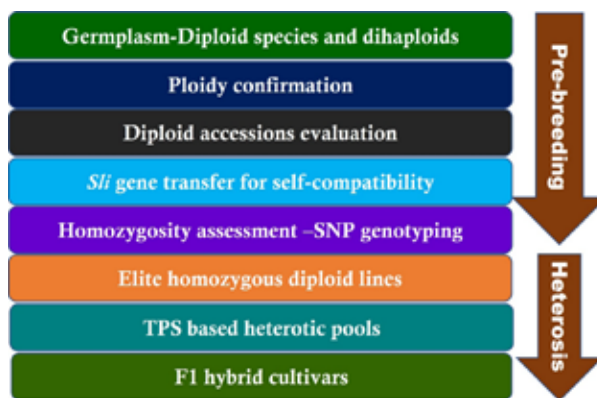 Germplasm-Diploid species and dihaploids
Ploidy confirmation
Diploid accessions evaluation
Sli gene transfer for self-compatibility
Homozygosity assessment –SNP genotyping
Elite homozygous diploid lines
TPS based heterotic pools
F1 hybrid cultivars
Pre-breeding
Heterosis